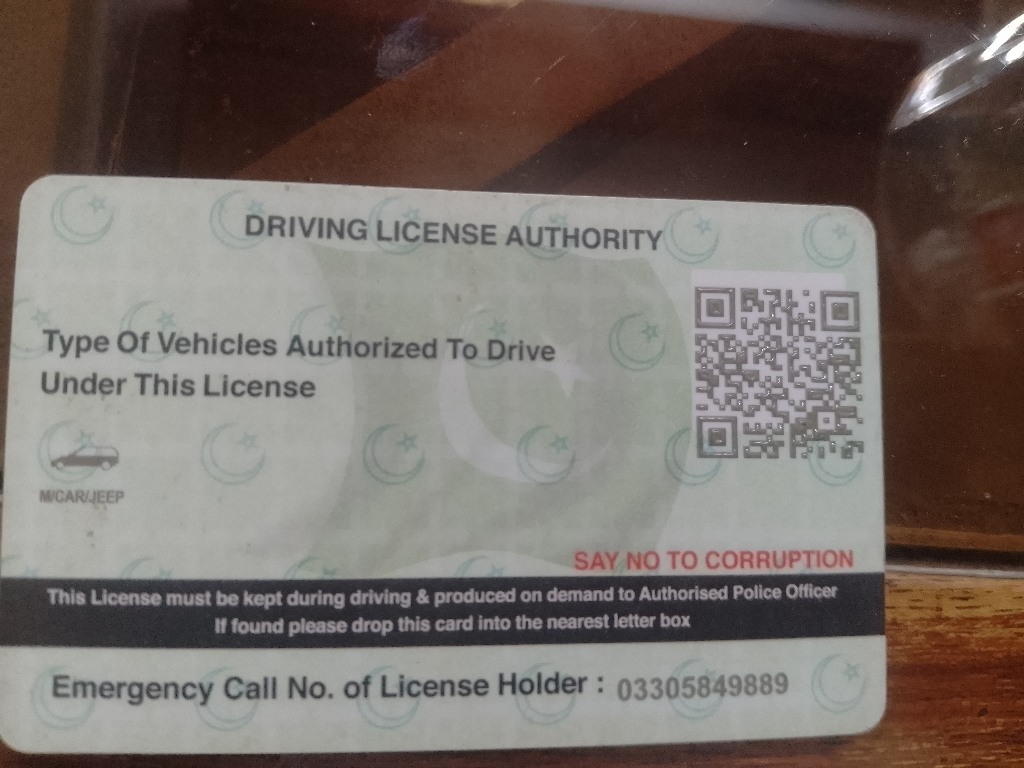 DRIVING LICENSE AUTHORITY
Type Of Vehicles Authorized To Drive
Under This License
M/CAR/JEEP
SAY NO TO CORRUPTION
This License must be kept during driving & produced on demand to Authorised Police Officer
If found please drop this card into the nearest letter box
Emergency Call No. of License Holder : 03305849889